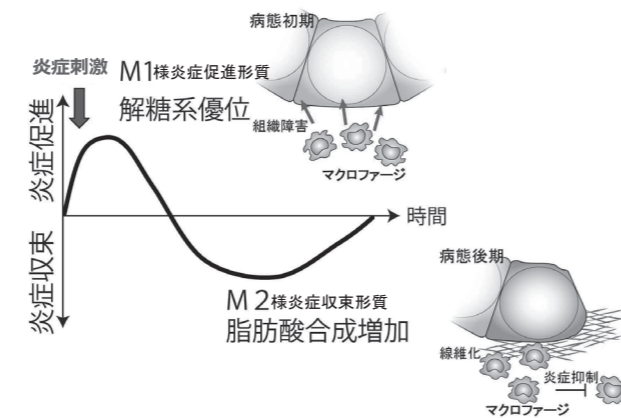 病態初期
炎症刺激
M1様炎症促進形質
解糖系優位
組織障害
マクロファージ
炎症促進
時間
炎症収束
M2様炎症収束形質
脂肪酸合成増加
病態後期
線維化
炎症抑制
マクロファージ